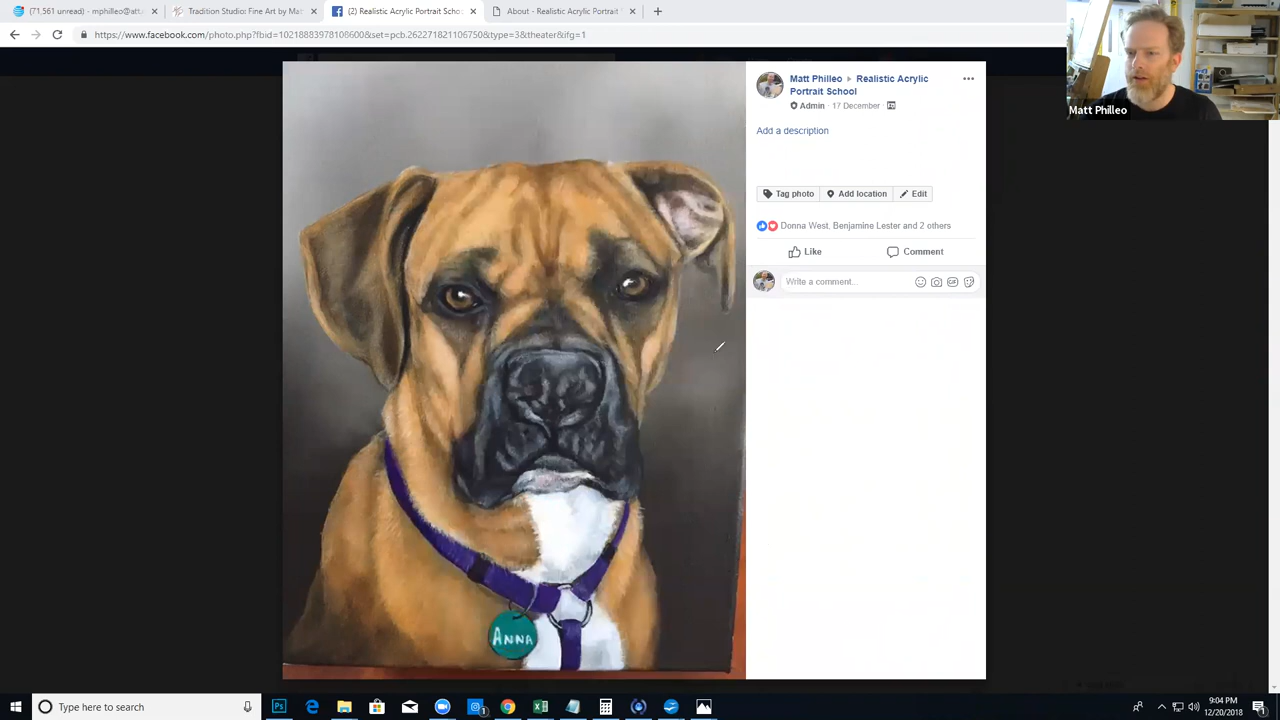 (71,561 unread) - mphilleo@att
Tradition Studio: Fine Art by Mat
(2) Realistic Acrylic Portrait Scho
About - Realistic Acrylic Portrait
https://www.facebook.com/photo.php?fbid=10218883978108600&set=pcb.262271821106750&type=3&theater&ifg=1
Matt Philleo
Matt Philleo Realistic Acrylic
Portrait School
Admin · 17 December ·
Add a description
Tag photo Add location Edit
Donna West, Benjamine Lester and 2 others
Like Comment
Write a comment...
GIF
ANNA
Type here to search
9:04 PM
12/20/2018